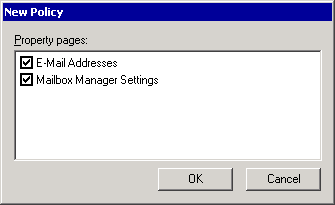 New Policy
Property pages:
E-Mail Addresses
Mailbox Manager Settings
OK
Cancel